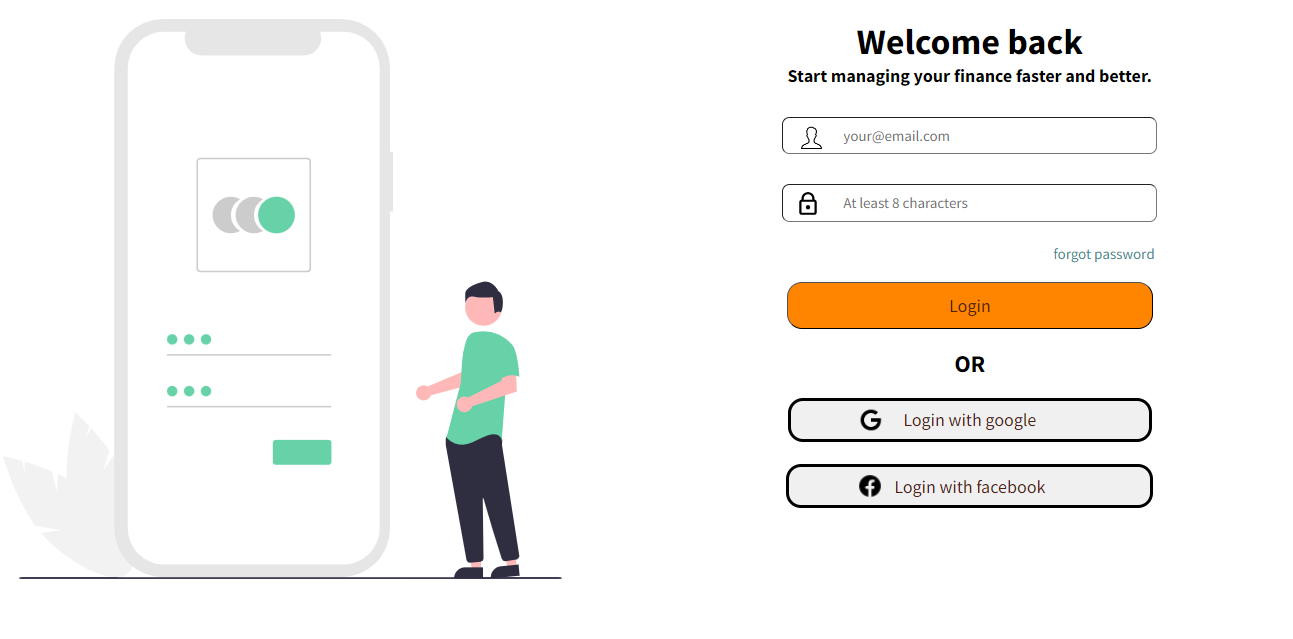 Welcome back
Start managing your finance faster and better.
your@email.com
At least 8 characters
forgot password
Login
OR
Login with google
Login with facebook